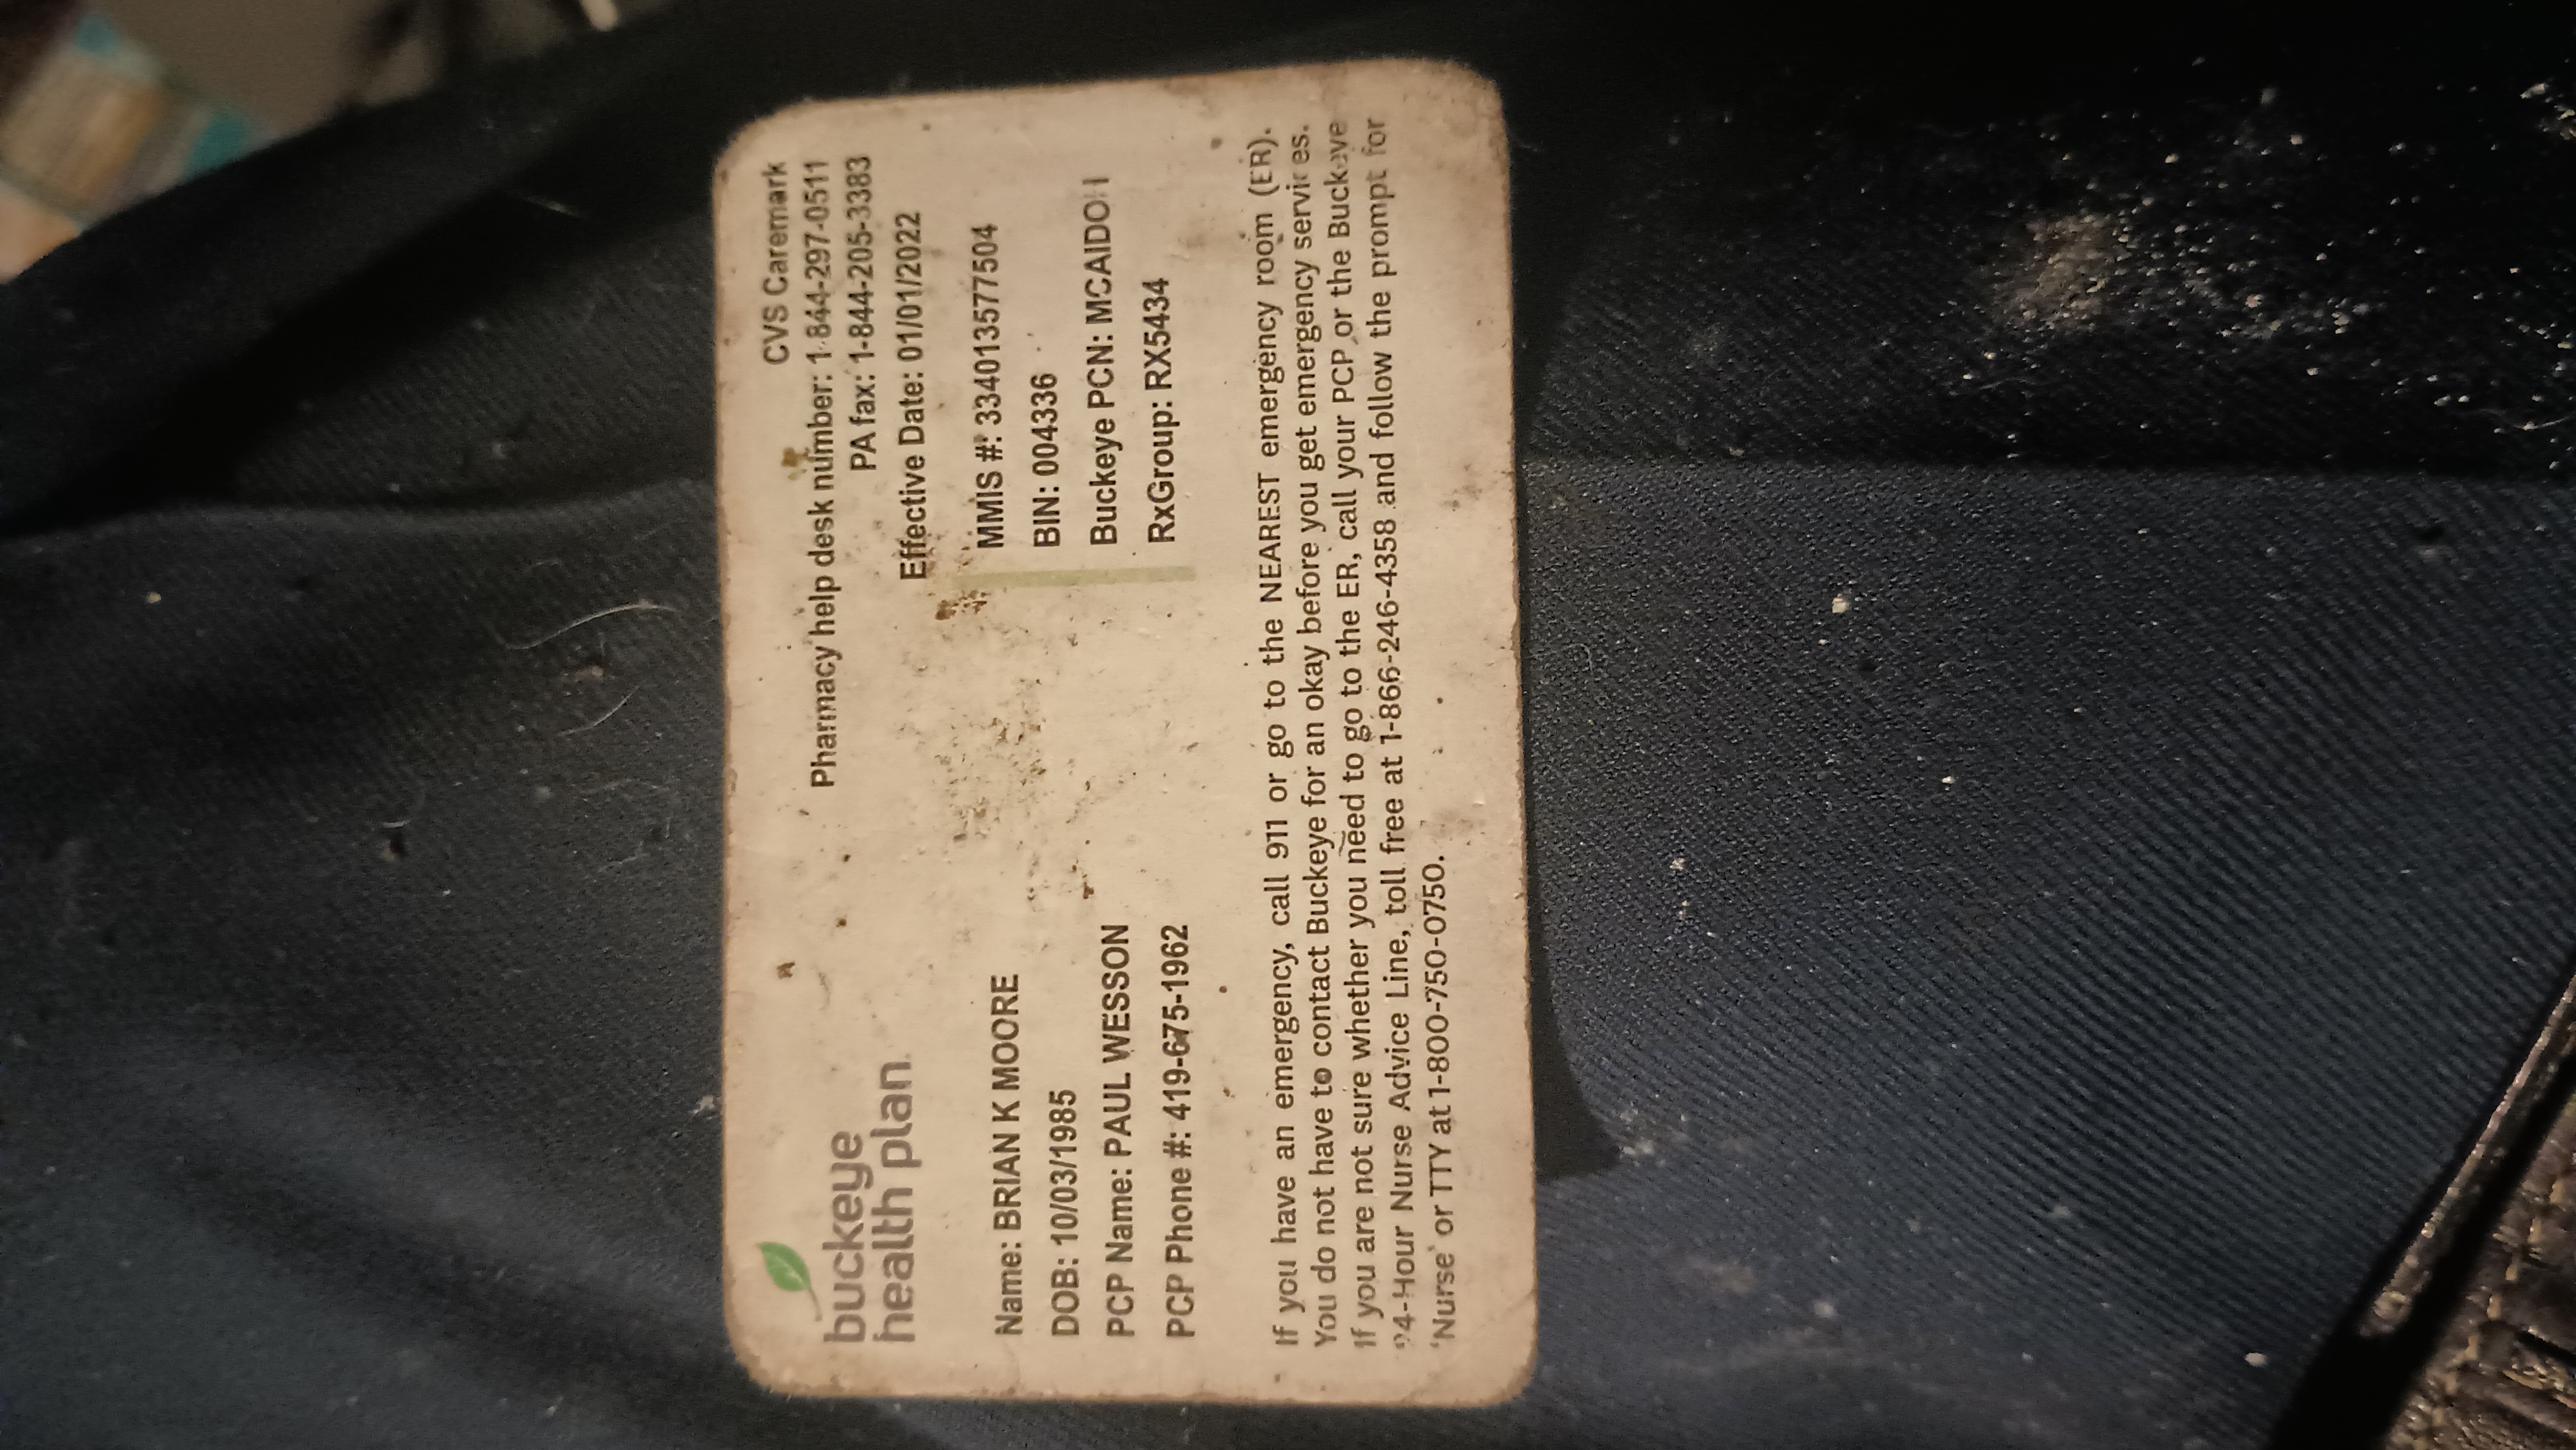 buckeye
health plan
CVS Caremark
Pharmacy help desk number: 1-844-297-0511
PA fax: 1-844-205-3383
Effective Date: 01/01/2022
Name: BRIAN K MOORE
DOB: 10/03/1985
PCP Name: PAUL WESSON
PCP Phone #: 419-675-1962
MMIS #: 334013577504
BIN: 004336
Buckeye PCN:
RxGroup: RX5434
If you have an emergency, call 911 or go to the NEAREST emergency room (ER).
You do not have to contact Buckeye for an okay before you get emergency services.
If you are not sure whether you need to go to the ER, call your PCP or the Buckeye
24-Hour Nurse Advice Line, toll free at 1-866-246-4358 and follow the prompt for
'Nurse' or TTY at 1-800-750-0750.